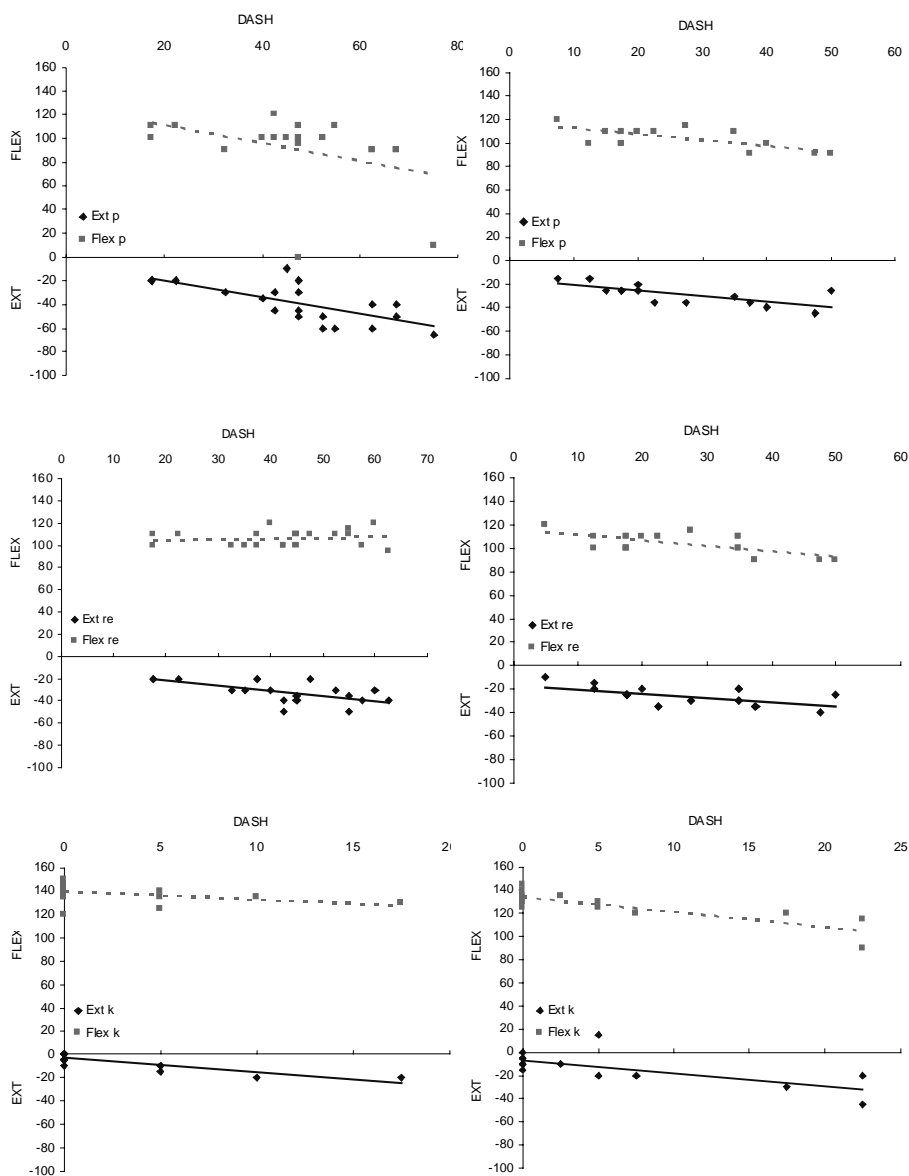 DASH
0 20 40 60 80
160
140
120
100
80
60
40
20
0
FLEX
Ext p
Flex p
-20
-40
-60
-80
-100
EXT
DASH
0 10 20 30 40 50 60
160
140
120
100
80
60
40
20
0
FLEX
Ext p
Flex p
-20
-40
-60
-80
-100
EXT
DASH
0 10 20 30 40 50 60 70
160
140
120
100
80
60
40
20
0
FLEX
Ext re
Flex re
-20
-40
-60
-80
-100
EXT
DASH
0 10 20 30 40 50 60
160
140
120
100
80
60
40
20
0
FLEX
Ext re
Flex re
-20
-40
-60
-80
-100
EXT
DASH
0 5 10 15 20
160
140
120
100
80
60
40
20
0
FLEX
Ext k
Flex k
-20
-40
-60
-80
-100
EXT
DASH
0 5 10 15 20 25
160
140
120
100
80
60
40
20
0
FLEX
Ext k
Flex k
-20
-40
-60
-80
-100
EXT